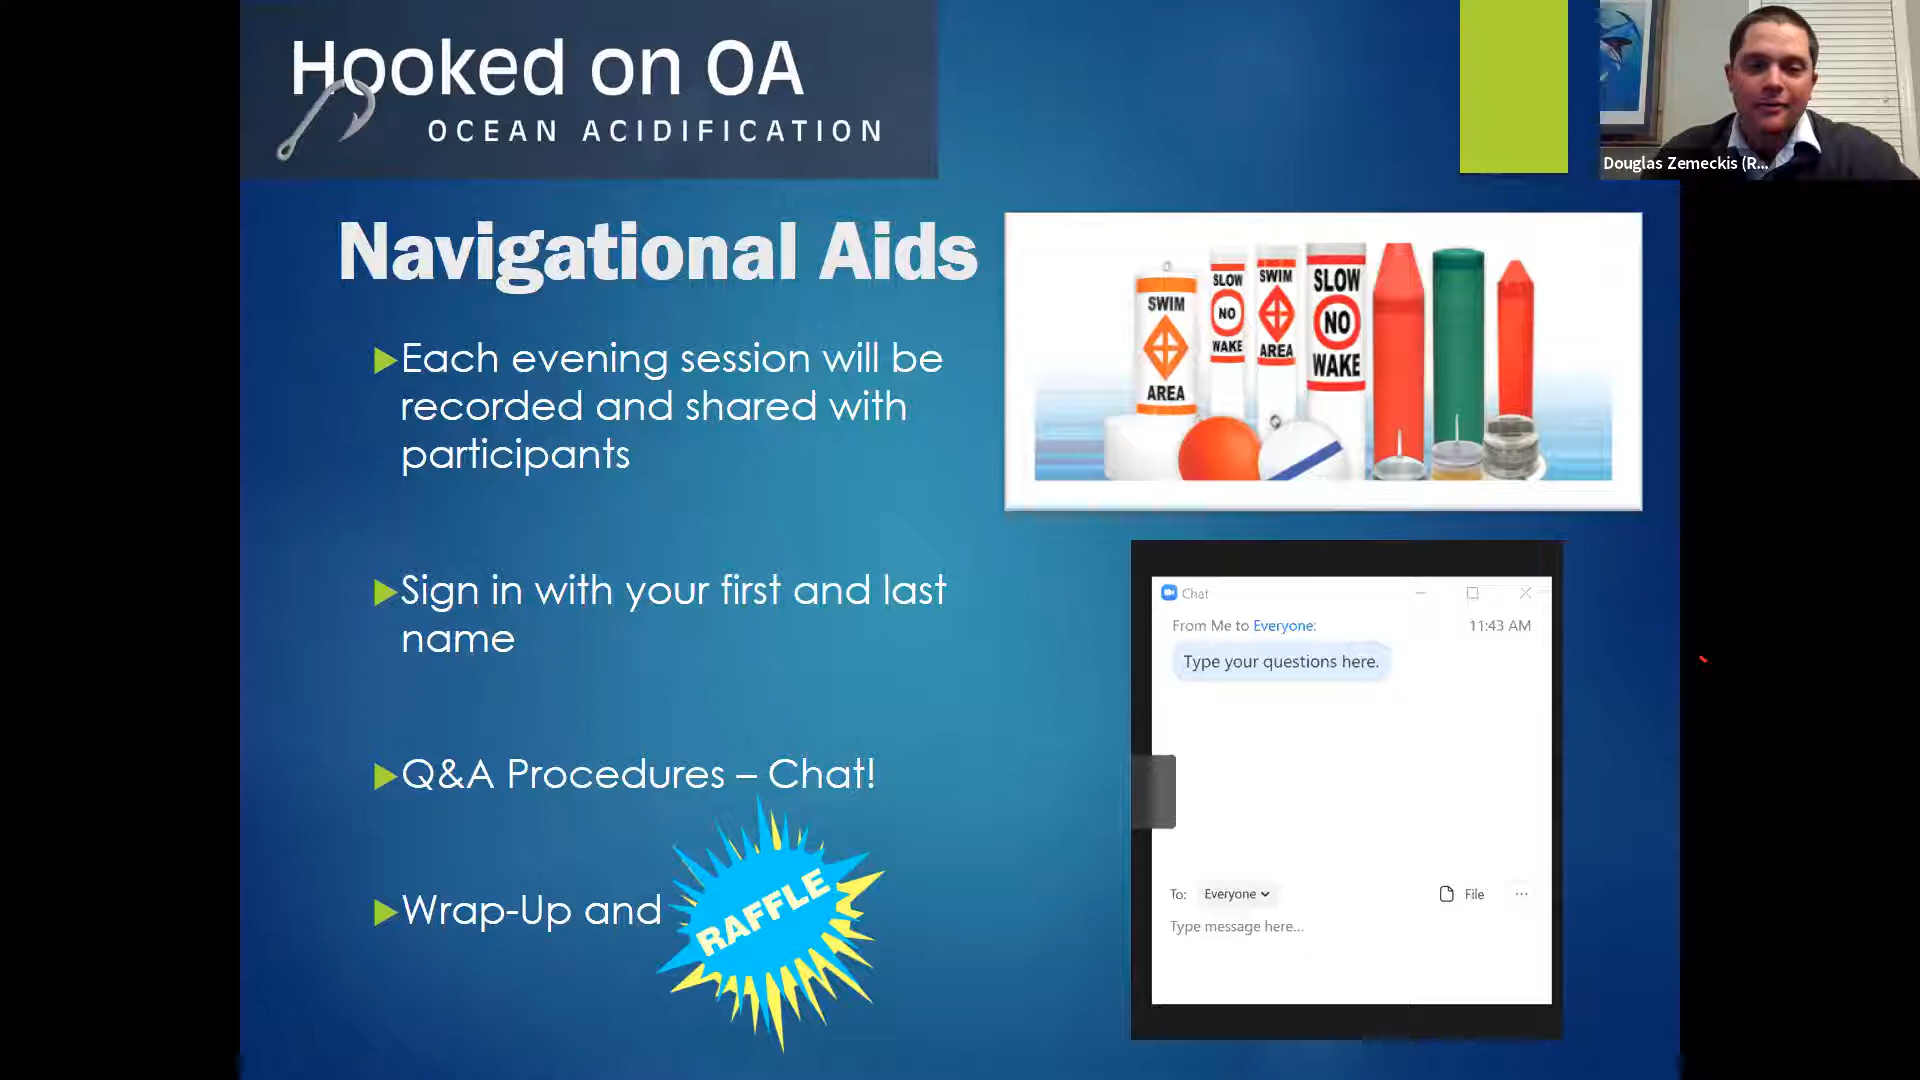 Hooked on OA
OCEAN ACIDIFICATION
Douglas Zemeckis (R...
Navigational Aids
Each evening session will be
recorded and shared with
participants
Sign in with your first and last
name
Q&A Procedures – Chat!
Wrap-Up and
RAFFLE
SWIM
AREA
SLOW
NO
WAKE
SWIM
AREA
SLOW
NO
WAKE
Chat
From Me to Everyone:
11:43 AM
Type your questions here.
To: Everyone
File
...
Type message here...